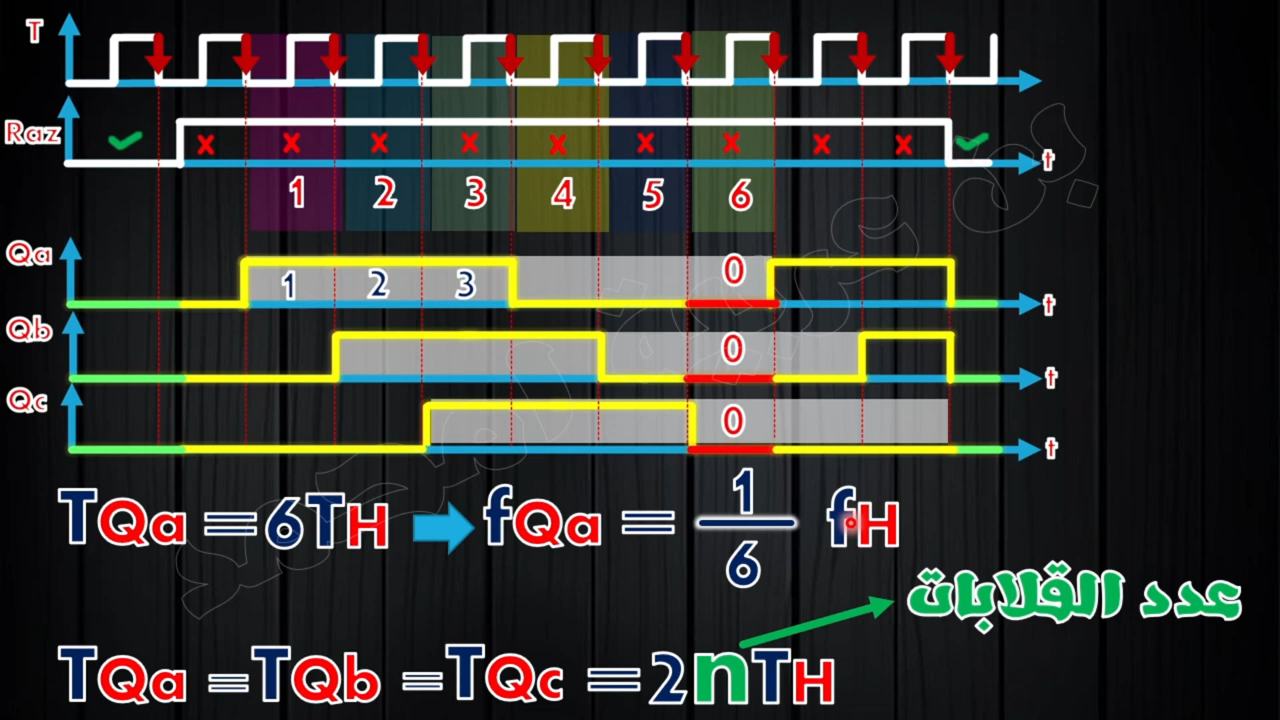 T
Raz ✓ x x x x x x x x x ✓ t
1 2 3 4 5 6
Qa 1 2 3 0 t
Qb 0 t
Qc 0 t
TQa = 6TH → fQa = 1/6 fH
عدد القلابات
TQa = TQb = TQc = 2nTH